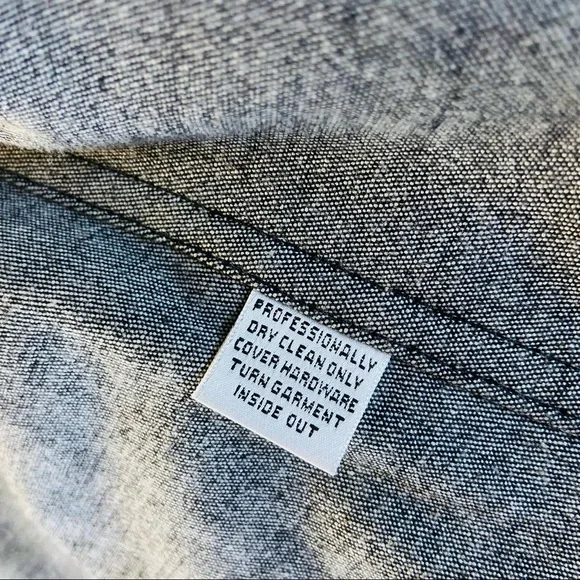 PROFESSIONALLY
DRY CLEAN ONLY
COVER HARDWARE
TURN GARMENT
INSIDE OUT